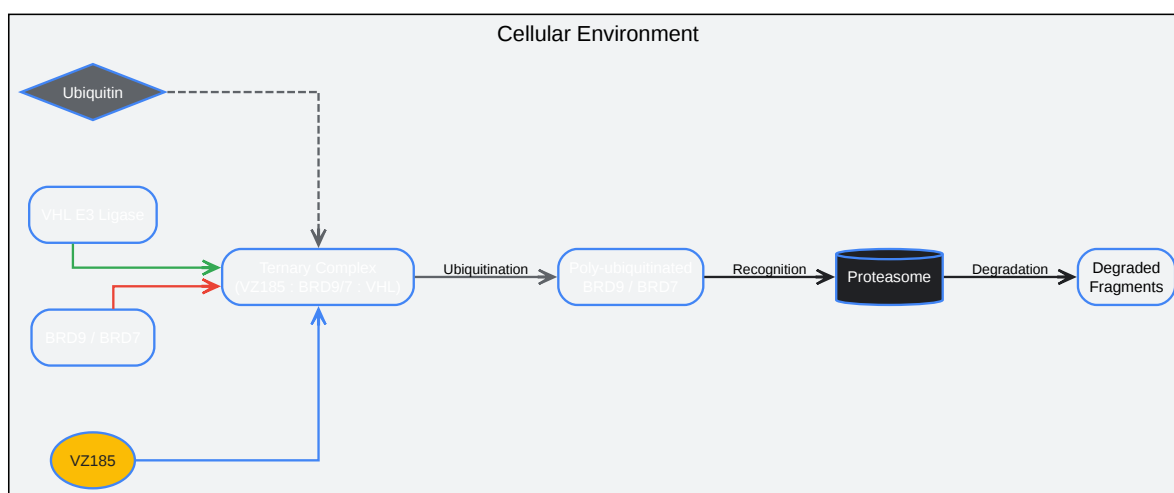 Cellular Environment
Ubiquitin
VHL E3 Ligase
Ternary Complex
(VZ185 : BRD9/7 : VHL)
Ubiquitination
Poly-ubiquitinated
BRD9 / BRD7
Recognition
Proteasome
Degradation
Degraded
Fragments
BRD9 / BRD7
VZ185